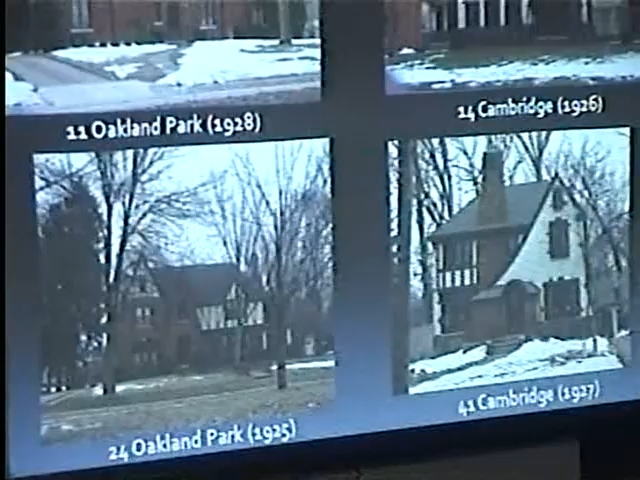 11 Oakland Park (1928)
14 Cambridge (1926)
24 Oakland Park (1925)
41 Cambridge (1927)